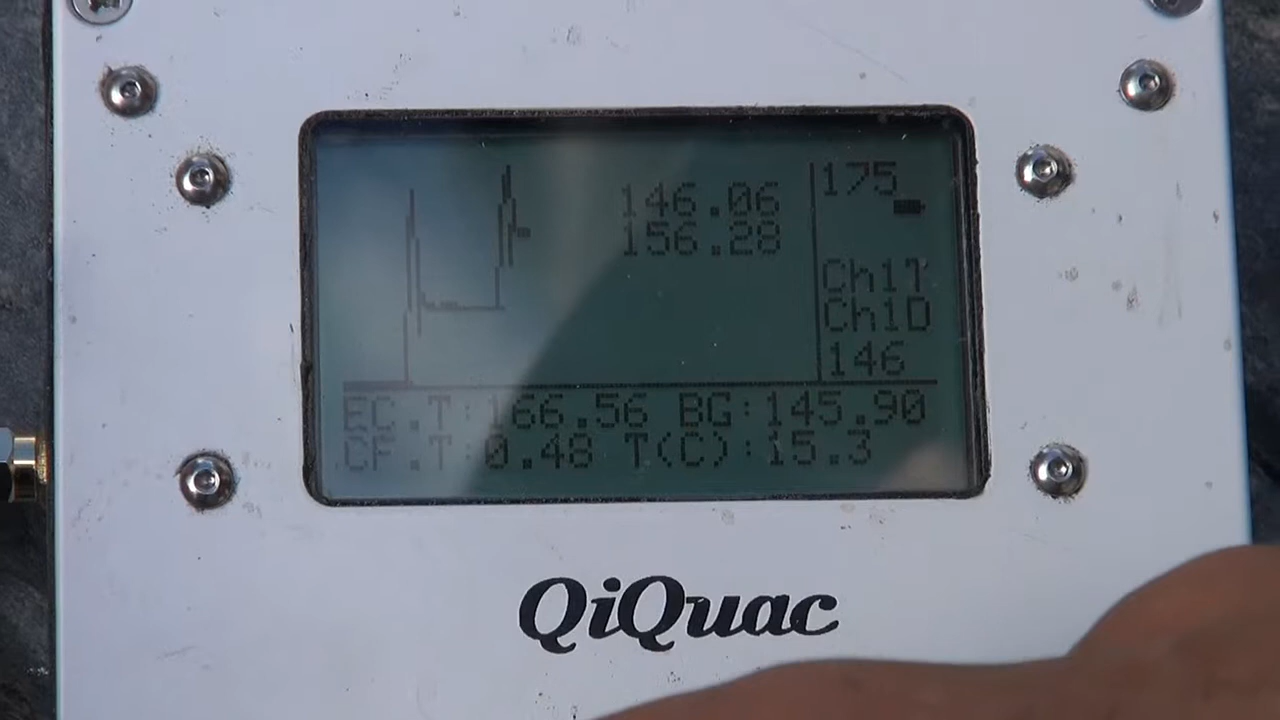 175
146.06
156.28
Ch1T
Ch1D
146
EC.T:166.56 BG:145.90
CF.T:0.48 T(C):15.3
QiQuac